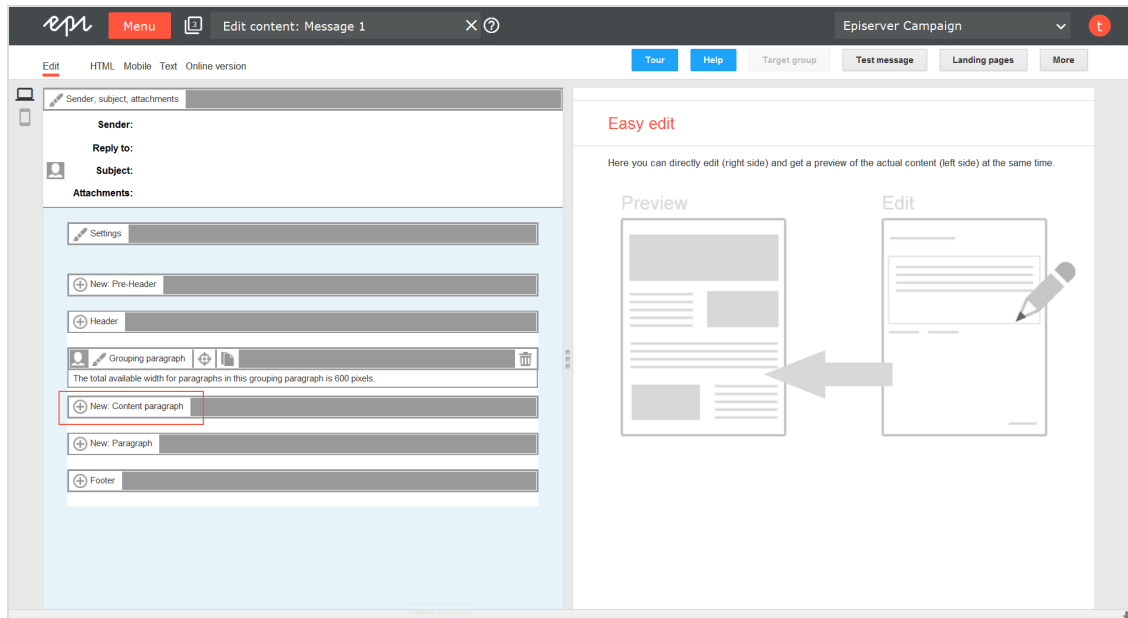 epi Menu 3 Edit content: Message 1 Episerver Campaign t
Edit HTML Mobile Text Online version Tour Help Target group Test message Landing pages More
Sender, subject, attachments
Sender:
Reply to:
Subject:
Attachments:
Settings
New: Pre-Header
Header
Grouping paragraph
The total available width for paragraphs in this grouping paragraph is 600 pixels.
New: Content paragraph
New: Paragraph
Footer
Easy edit
Here you can directly edit (right side) and get a preview of the actual content (left side) at the same time.
Preview Edit